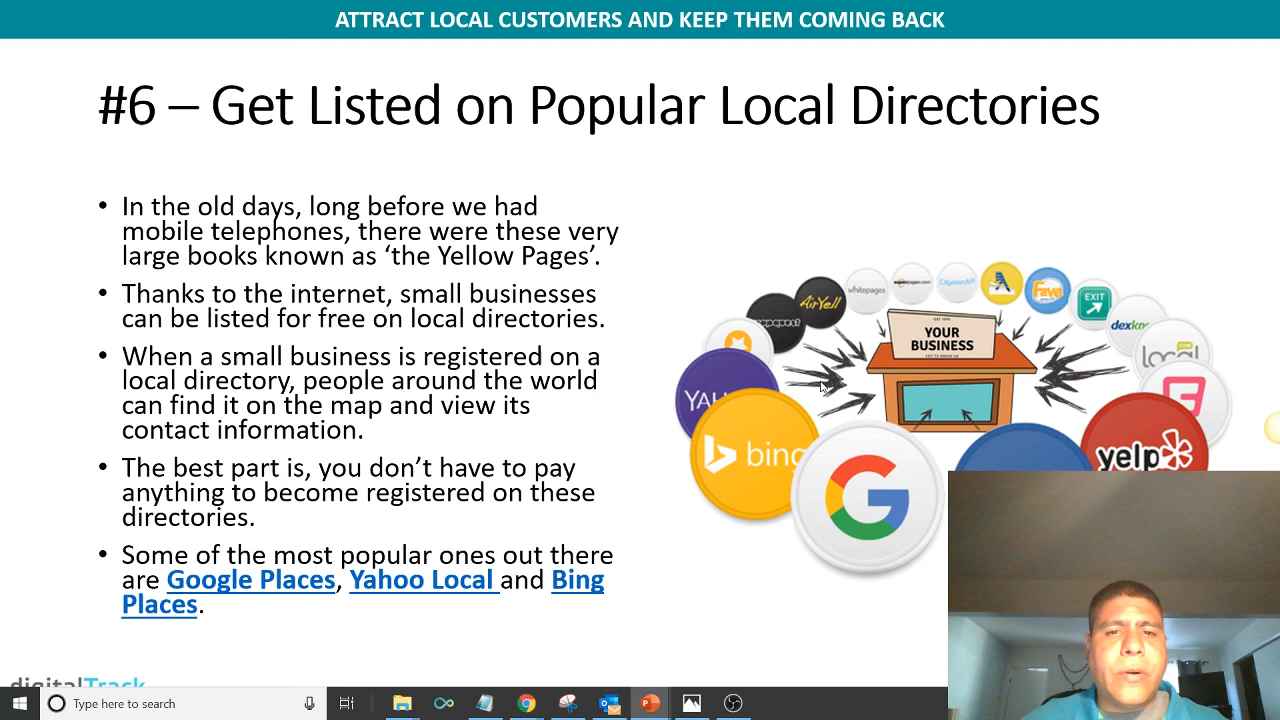 ATTRACT LOCAL CUSTOMERS AND KEEP THEM COMING BACK
#6 – Get Listed on Popular Local Directories
• In the old days, long before we had
mobile telephones, there were these very
large books known as ‘the Yellow Pages’.
• Thanks to the internet, small businesses
can be listed for free on local directories.
• When a small business is registered on a
local directory, people around the world
can find it on the map and view its
contact information.
• The best part is, you don’t have to pay
anything to become registered on these
directories.
• Some of the most popular ones out there
are Google Places, Yahoo Local and Bing
Places.
AirYell
whitepages
Citysearch
Fave
EXIT
YOUR
BUSINESS
local
bing
G
yelp
digitalTrack
Type here to search